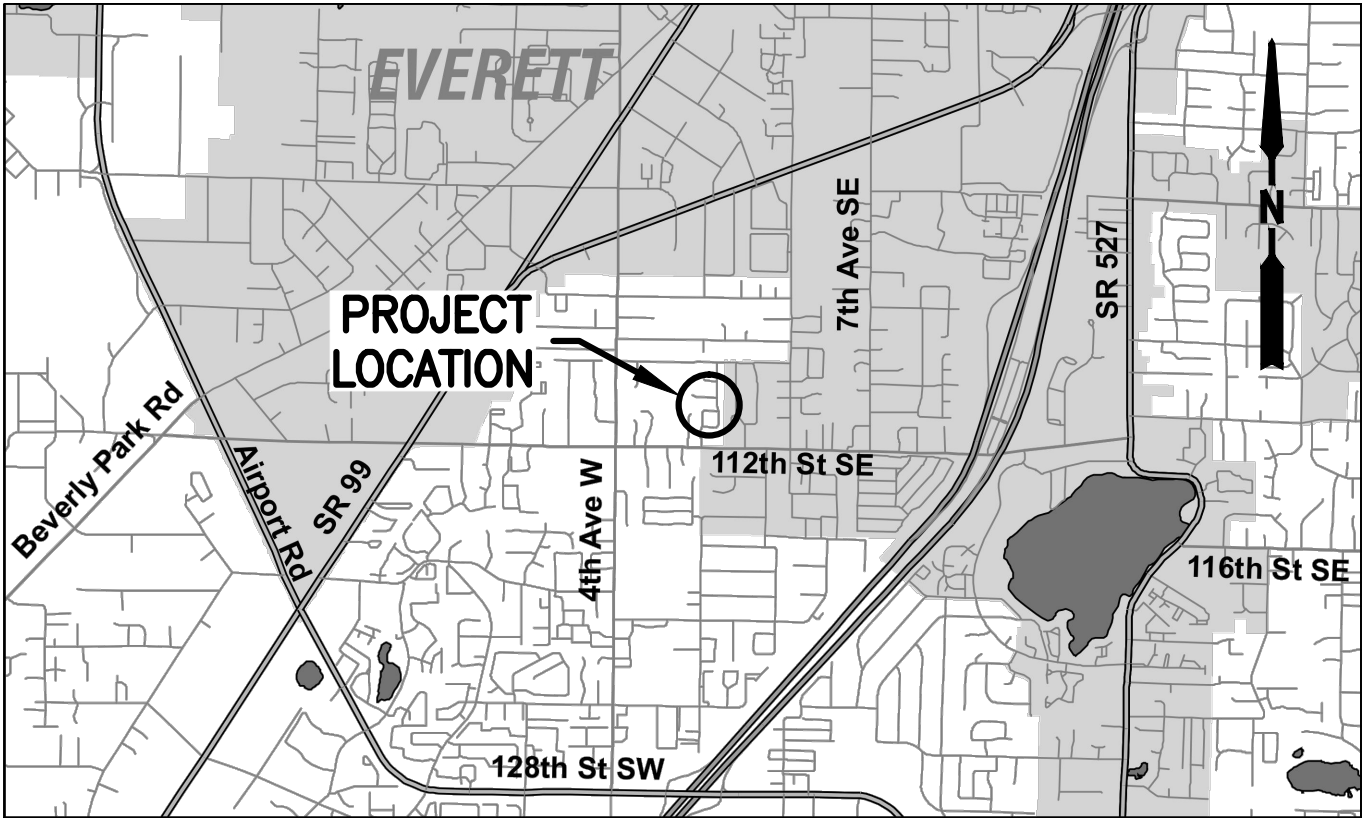 EVERETT
N
7th Ave SE
SR 527
PROJECT
LOCATION
Beverly Park Rd
Airport Rd
SR 99
112th St SE
4th Ave W
116th St SE
128th St SW